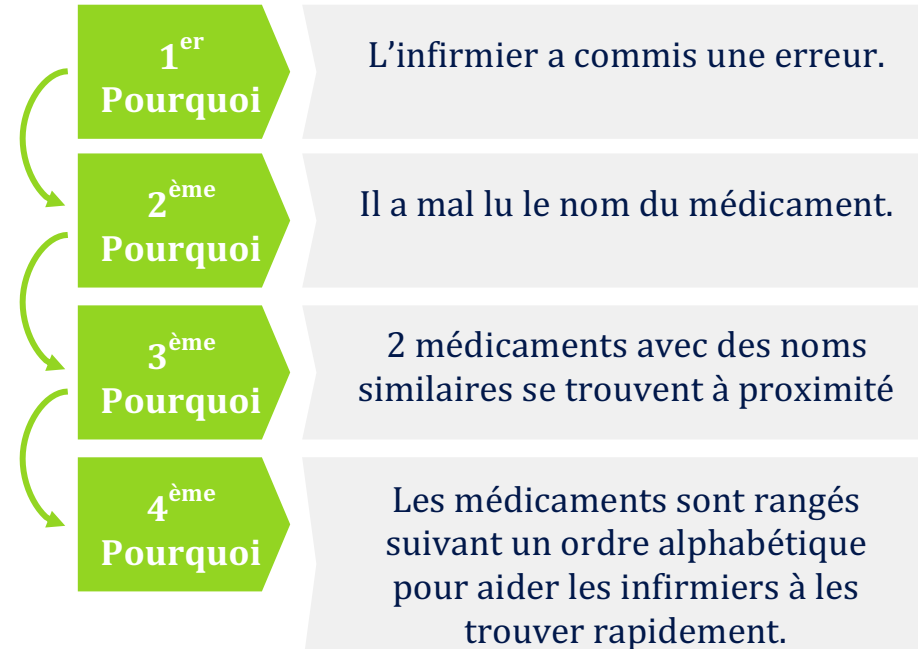 1er
Pourquoi
L’infirmier a commis une erreur.
2ème
Pourquoi
Il a mal lu le nom du médicament.
3ème
Pourquoi
2 médicaments avec des noms
similaires se trouvent à proximité
4ème
Pourquoi
Les médicaments sont rangés
suivant un ordre alphabétique
pour aider les infirmiers à les
trouver rapidement.